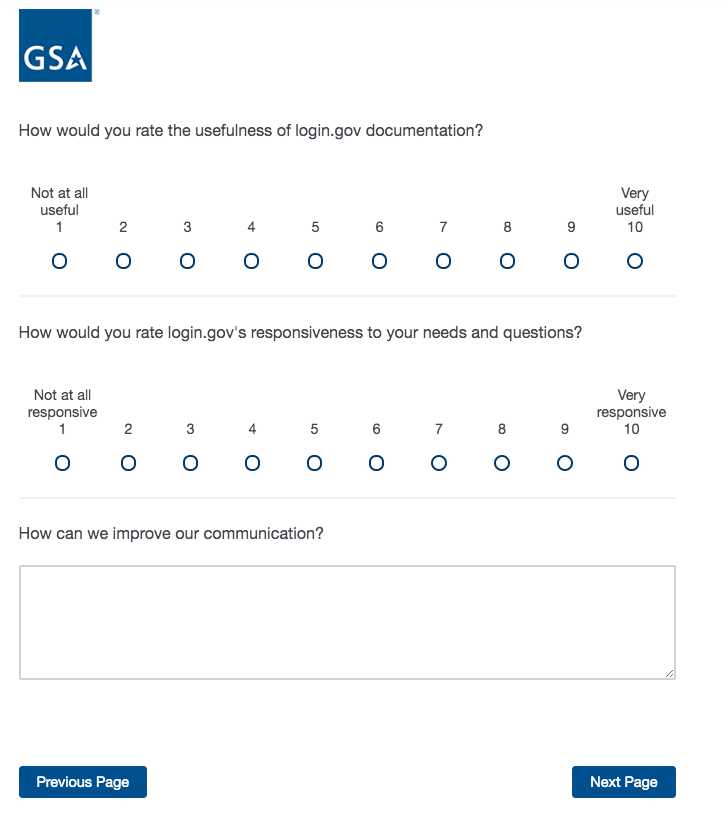 GSA
®
How would you rate the usefulness of login.gov documentation?
Not at all Very
useful useful
1 2 3 4 5 6 7 8 9 10
How would you rate login.gov's responsiveness to your needs and questions?
Not at all Very
responsive responsive
1 2 3 4 5 6 7 8 9 10
How can we improve our communication?
Previous Page Next Page